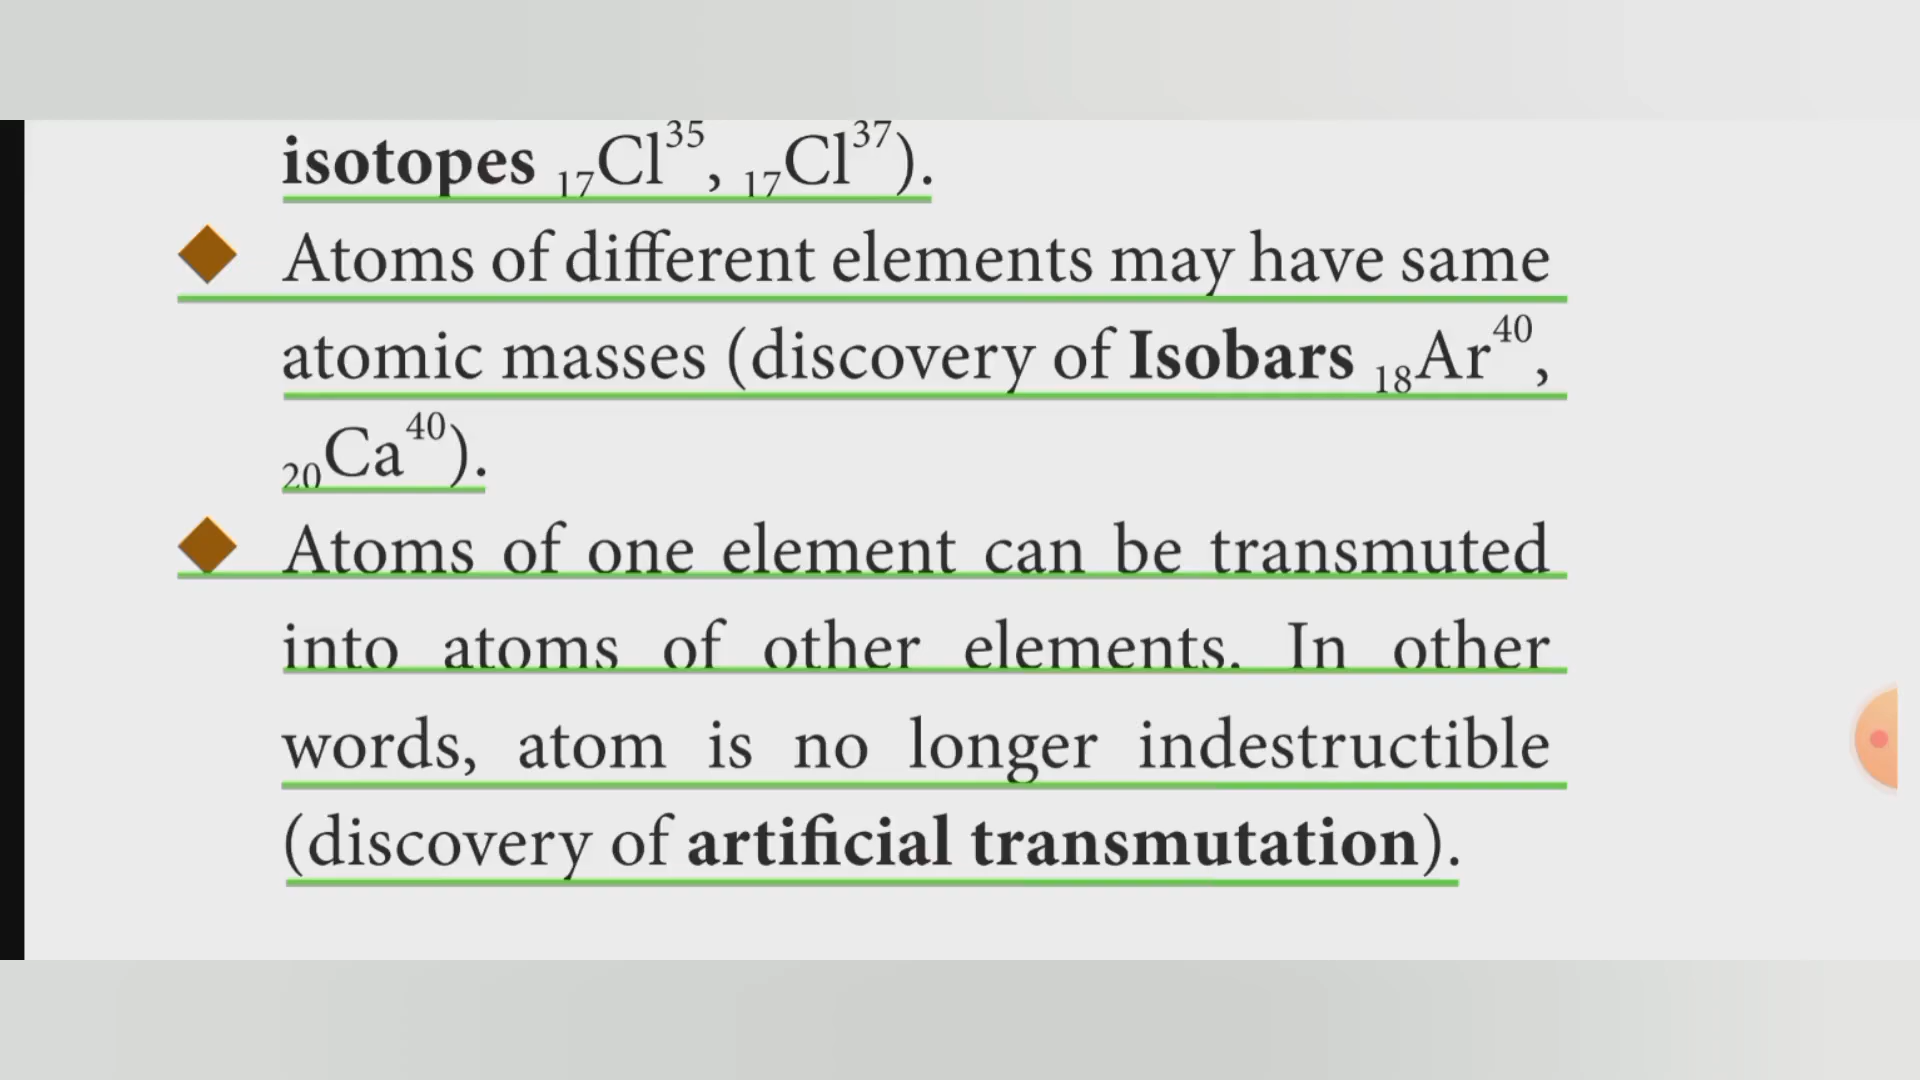 isotopes ₁₇Cl³⁵, ₁₇Cl³⁷).
◆ Atoms of different elements may have same
atomic masses (discovery of Isobars ₁₈Ar⁴⁰,
₂₀Ca⁴⁰).
◆ Atoms of one element can be transmuted
into atoms of other elements. In other
words, atom is no longer indestructible
(discovery of artificial transmutation).